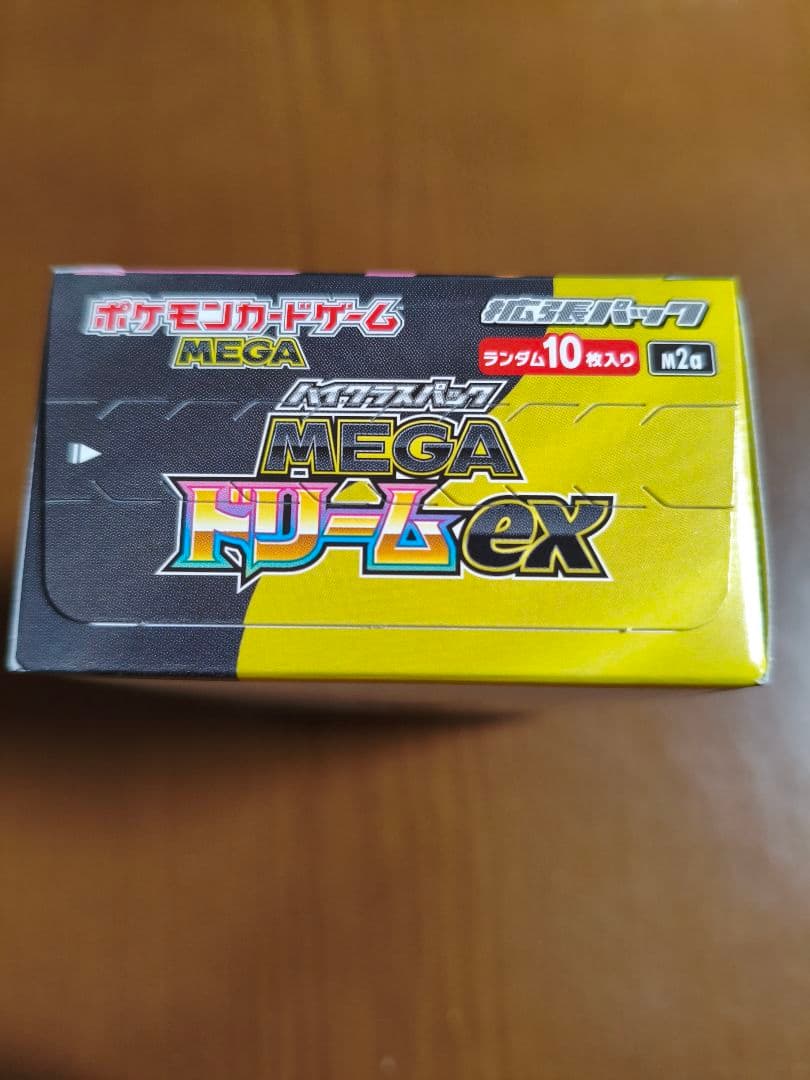 ポケモンカードゲーム
MEGA
拡張パック
ランダム10枚入り
M2a
ハイクラスパック
MEGA
ドリームex